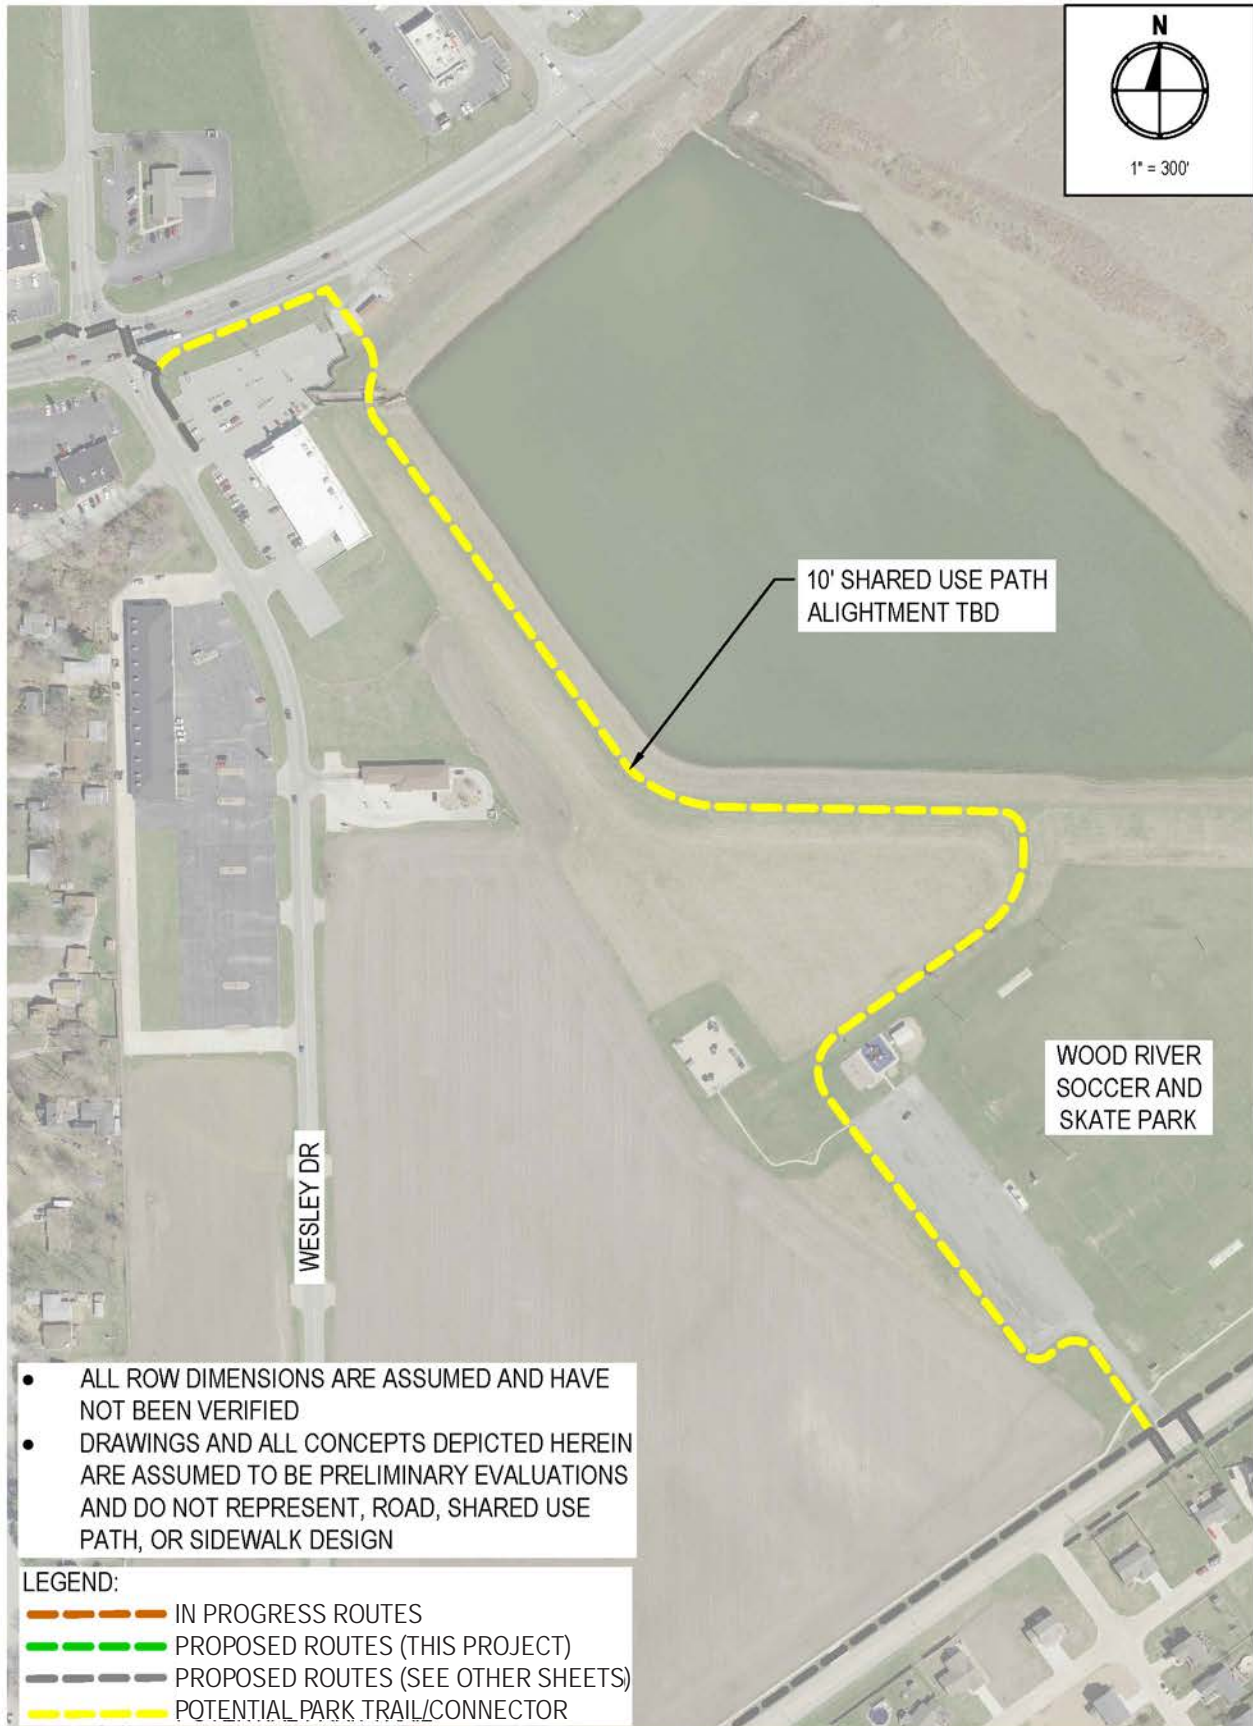 N
1" = 300'
10' SHARED USE PATH
ALIGHTMENT TBD
WOOD RIVER
SOCCER AND
SKATE PARK
WESLEY DR
• ALL ROW DIMENSIONS ARE ASSUMED AND HAVE
NOT BEEN VERIFIED
• DRAWINGS AND ALL CONCEPTS DEPICTED HEREIN
ARE ASSUMED TO BE PRELIMINARY EVALUATIONS
AND DO NOT REPRESENT, ROAD, SHARED USE
PATH, OR SIDEWALK DESIGN
LEGEND:
IN PROGRESS ROUTES
PROPOSED ROUTES (THIS PROJECT)
PROPOSED ROUTES (SEE OTHER SHEETS)
POTENTIAL PARK TRAIL/CONNECTOR